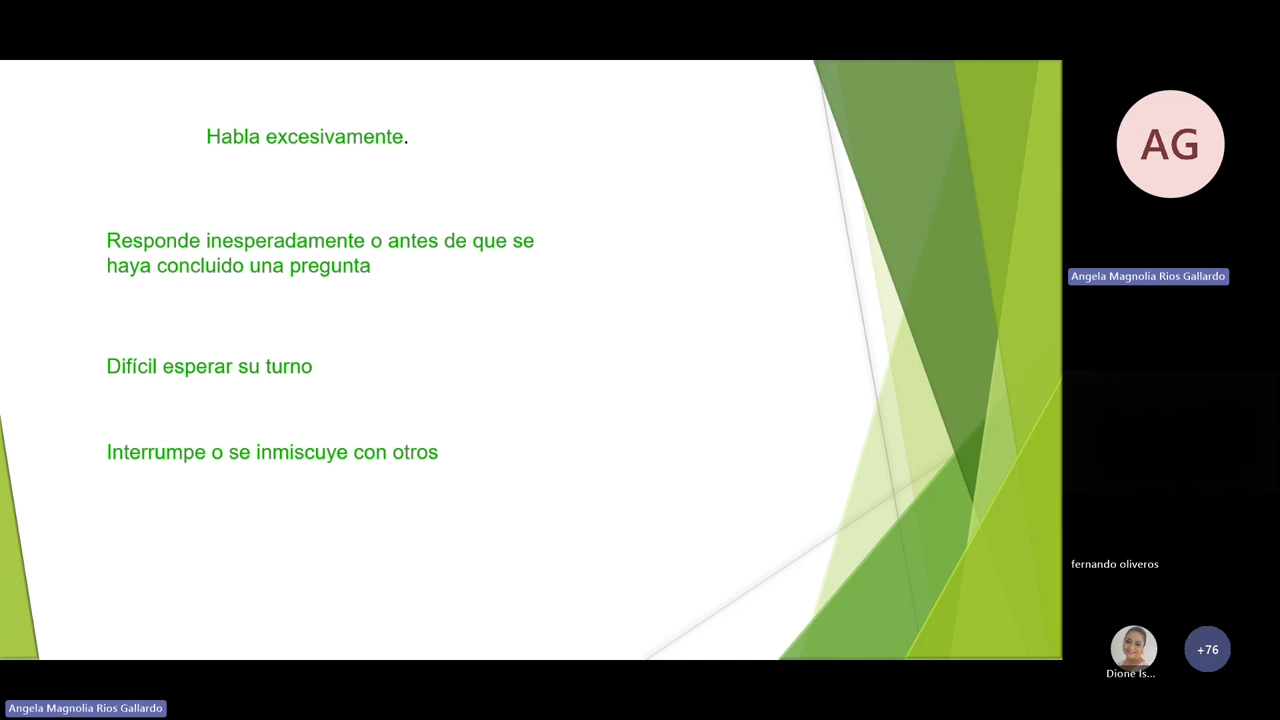 Habla excesivamente.
Responde inesperadamente o antes de que se
haya concluido una pregunta
Difícil esperar su turno
Interrumpe o se inmiscuye con otros
AG
Angela Magnolia Rios Gallardo
fernando oliveros
Dione Is...
+76
Angela Magnolia Rios Gallardo